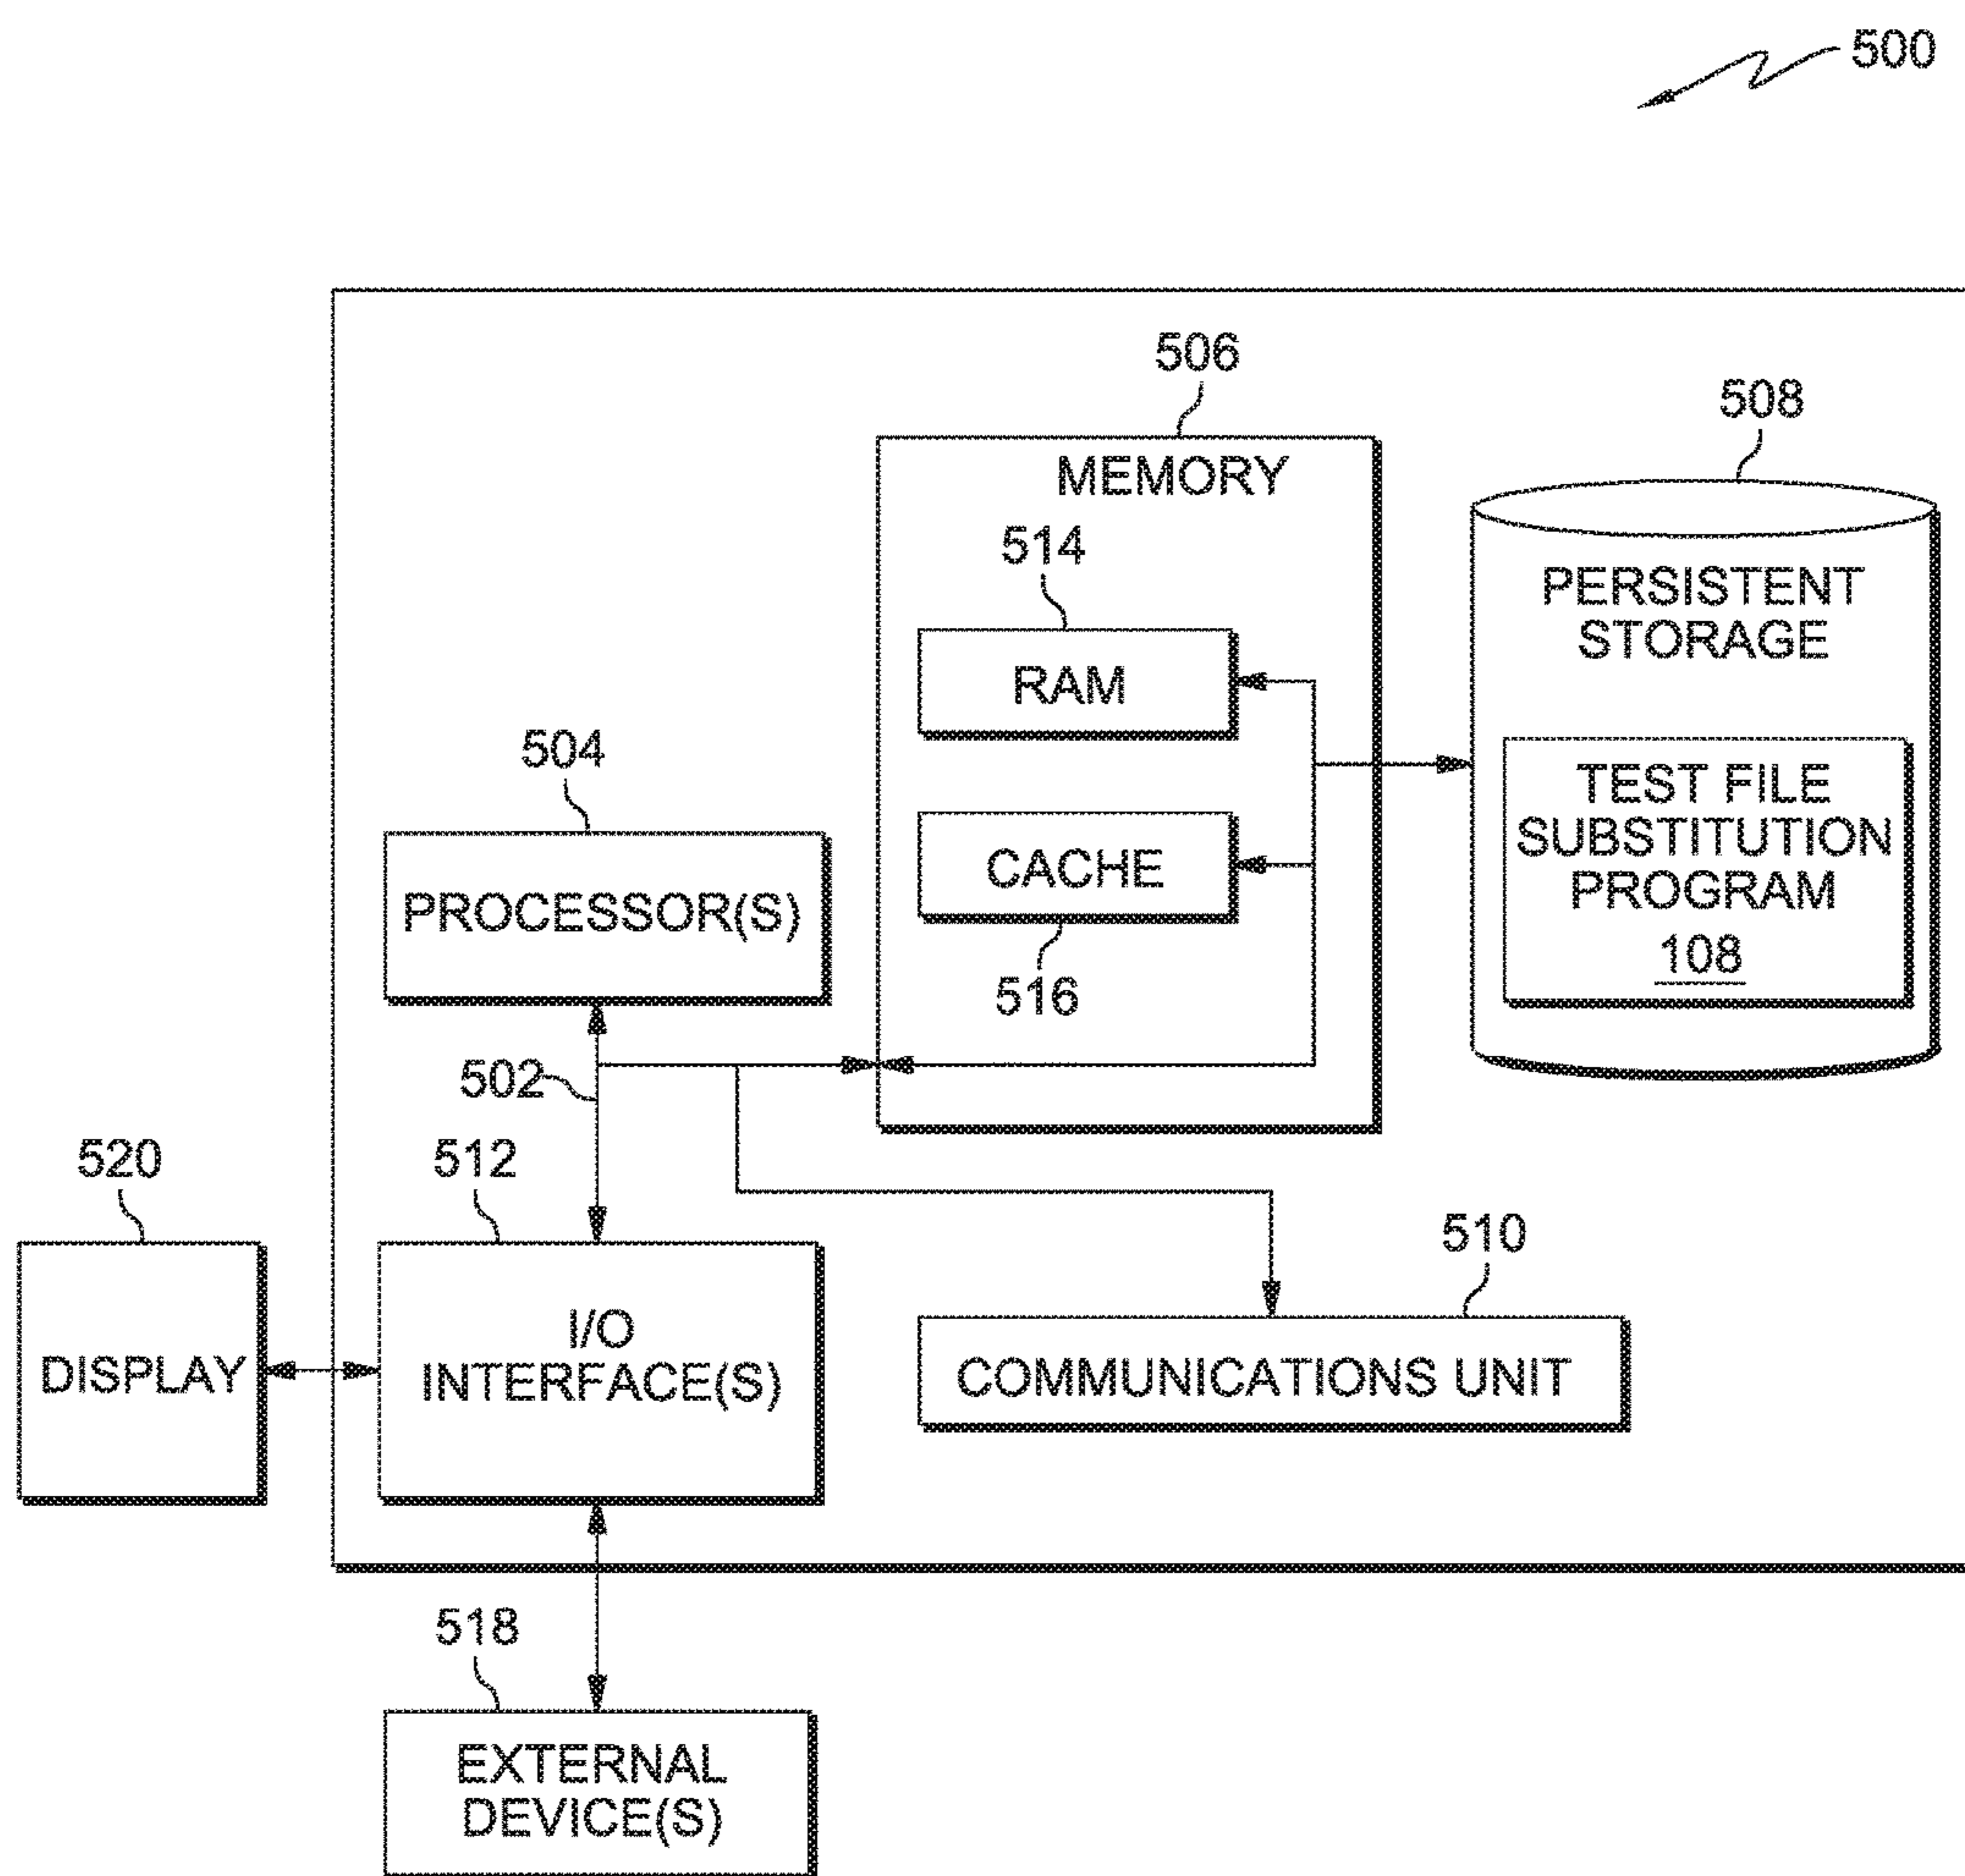 500
506
MEMORY
508
514
RAM
PERSISTENT
STORAGE
504
PROCESSOR(S)
CACHE
516
TEST FILE
SUBSTITUTION
PROGRAM
108
502
520
DISPLAY
512
I/O
INTERFACE(S)
510
COMMUNICATIONS UNIT
518
EXTERNAL
DEVICE(S)